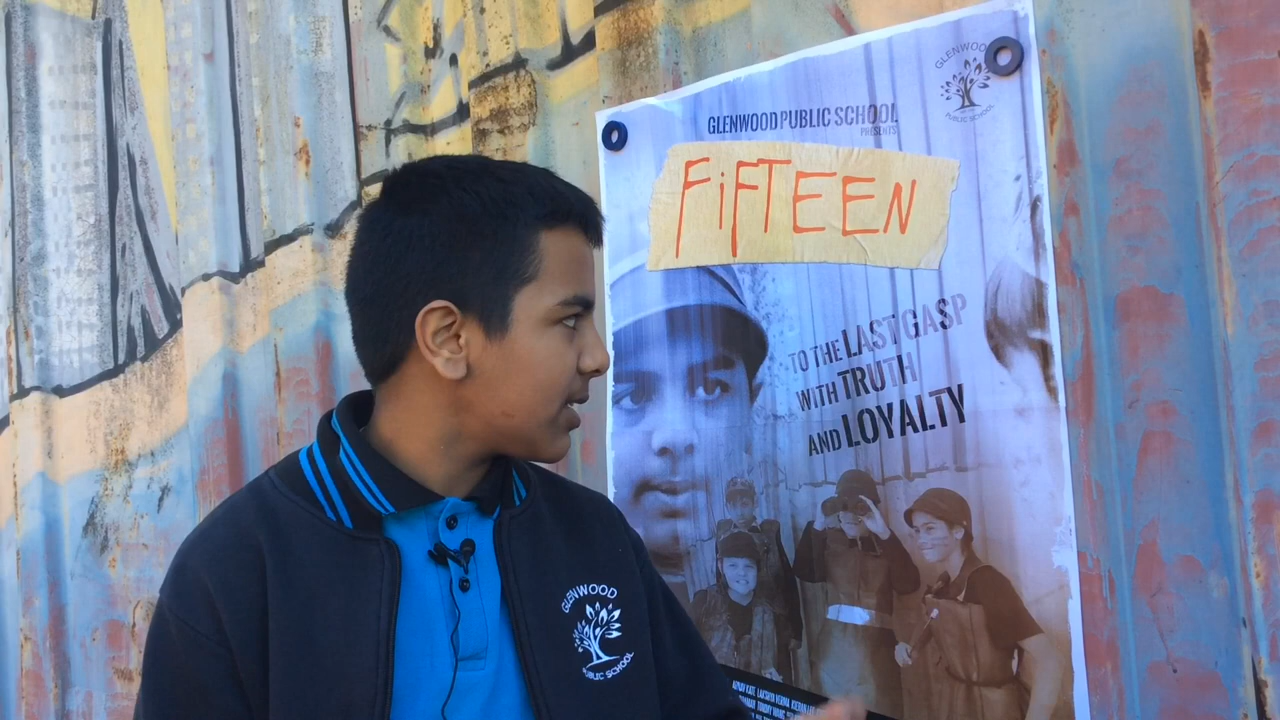 GLENWOOD
PUBLIC SCHOOL
GLENWOOD PUBLIC SCHOOL
PRESENTS
FiFTEEN
TO THE LAST GASP
WITH TRUTH
AND LOYALTY
GLENWOOD
PUBLIC SCHOOL